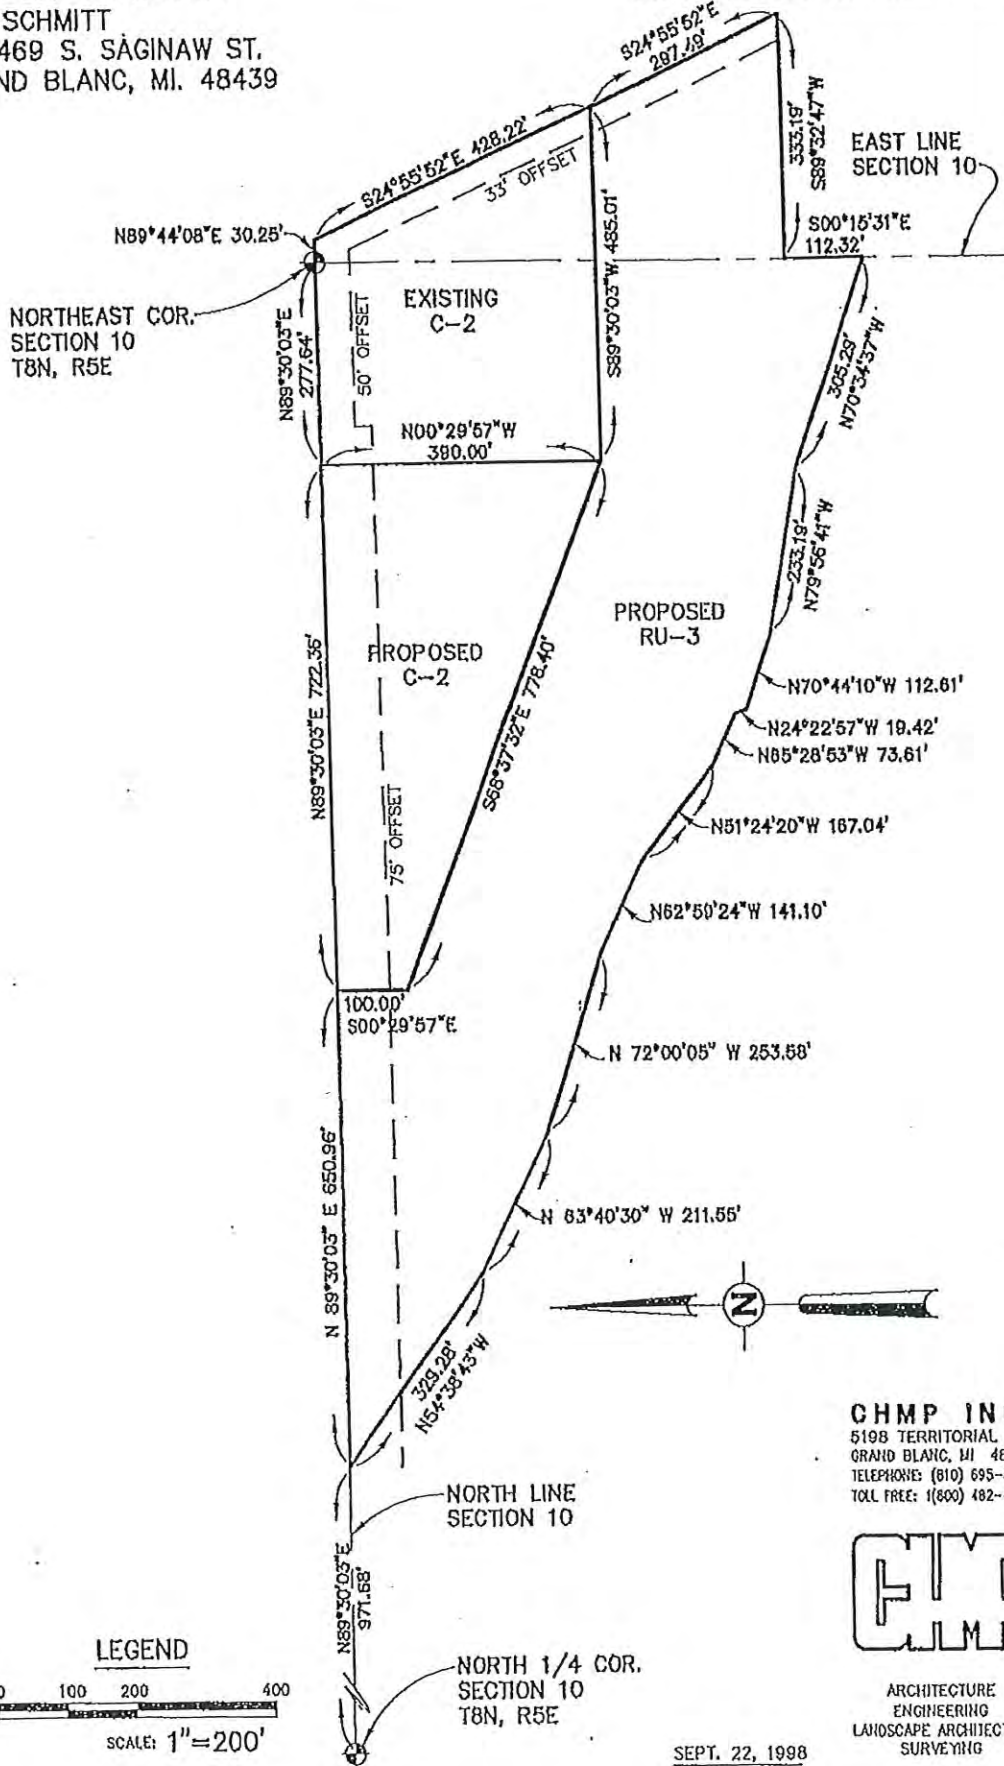 SCHMITT
469 S. SAGINAW ST.
ND BLANC, MI. 48439
S24°55'52"E
297.49'
S24°55'52"E 428.22'
33' OFFSET
333.19'
S89°32'47"W
EAST LINE
SECTION 10
S00°15'31"E
112.32'
N89°44'08"E 30.25'
NORTHEAST COR.
SECTION 10
T8N, R5E
N89°30'03"E
277.64'
50' OFFSET
EXISTING
C-2
S89°30'03"W 485.01'
305.29'
N70°34'37"W
N00°29'57"W
390.00'
233.19'
N79°56'41"W
PROPOSED
RU-3
N89°30'03"E 722.36'
PROPOSED
C-2
S68°37'32"E 778.40'
N70°44'10"W 112.61'
N24°22'57"W 19.42'
N65°28'53"W 73.61'
N51°24'20"W 167.04'
75' OFFSET
N62°59'24"W 141.10'
100.00'
S00°29'57"E
N 72°00'05" W 253.58'
N 89°30'03" E 650.96'
N 63°40'30" W 211.55'
N
329.28'
N54°38'43"W
CHMP IN
5198 TERRITORIAL
GRAND BLANC, MI 48
TELEPHONE: (810) 695-
TOLL FREE: 1(800) 482-
NORTH LINE
SECTION 10
N89°30'03"E
971.68'
LEGEND
0 100 200 400
SCALE: 1"=200'
NORTH 1/4 COR.
SECTION 10
T8N, R5E
SEPT. 22, 1998
CHM
ARCHITECTURE
ENGINEERING
LANDSCAPE ARCHITEC
SURVEYING